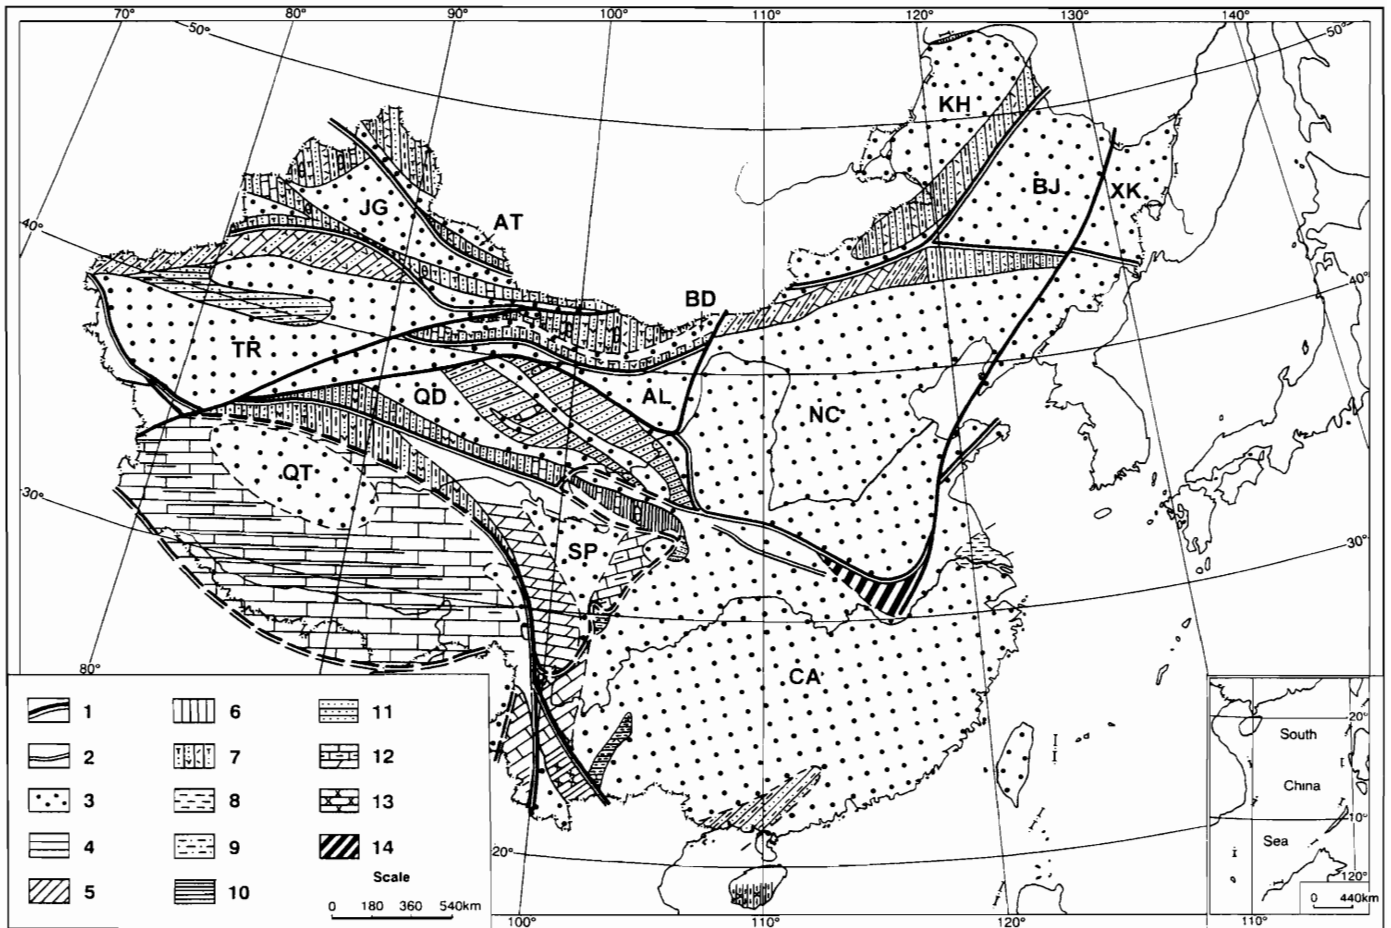 70° 80° 90° 100° 110° 120° 130° 140°
50° 50°
KH
BJ
XK
JG
AT
40°
40°
BD
TR
QD
AL
NC
QT
30°
30°
SP
80°
CA
1 6 11
2 7 12
3 8 13
4 9 14
5 10
Scale
0 180 360 540km
20°
100° 110° 120° 110°
20°
South
China
10°
Sea
120°
0 440km